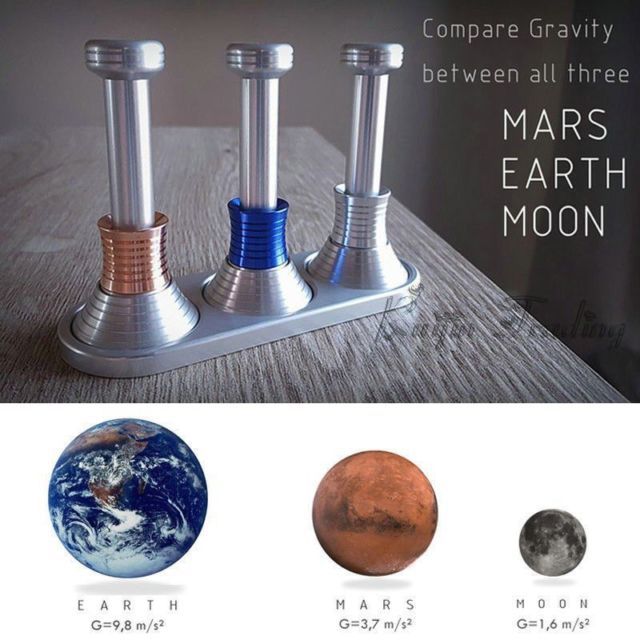 Compare Gravity
between all three
MARS
EARTH
MOON
EARTH
G=9,8 m/s²
MARS
G=3,7 m/s²
MOON
G=1,6 m/s²